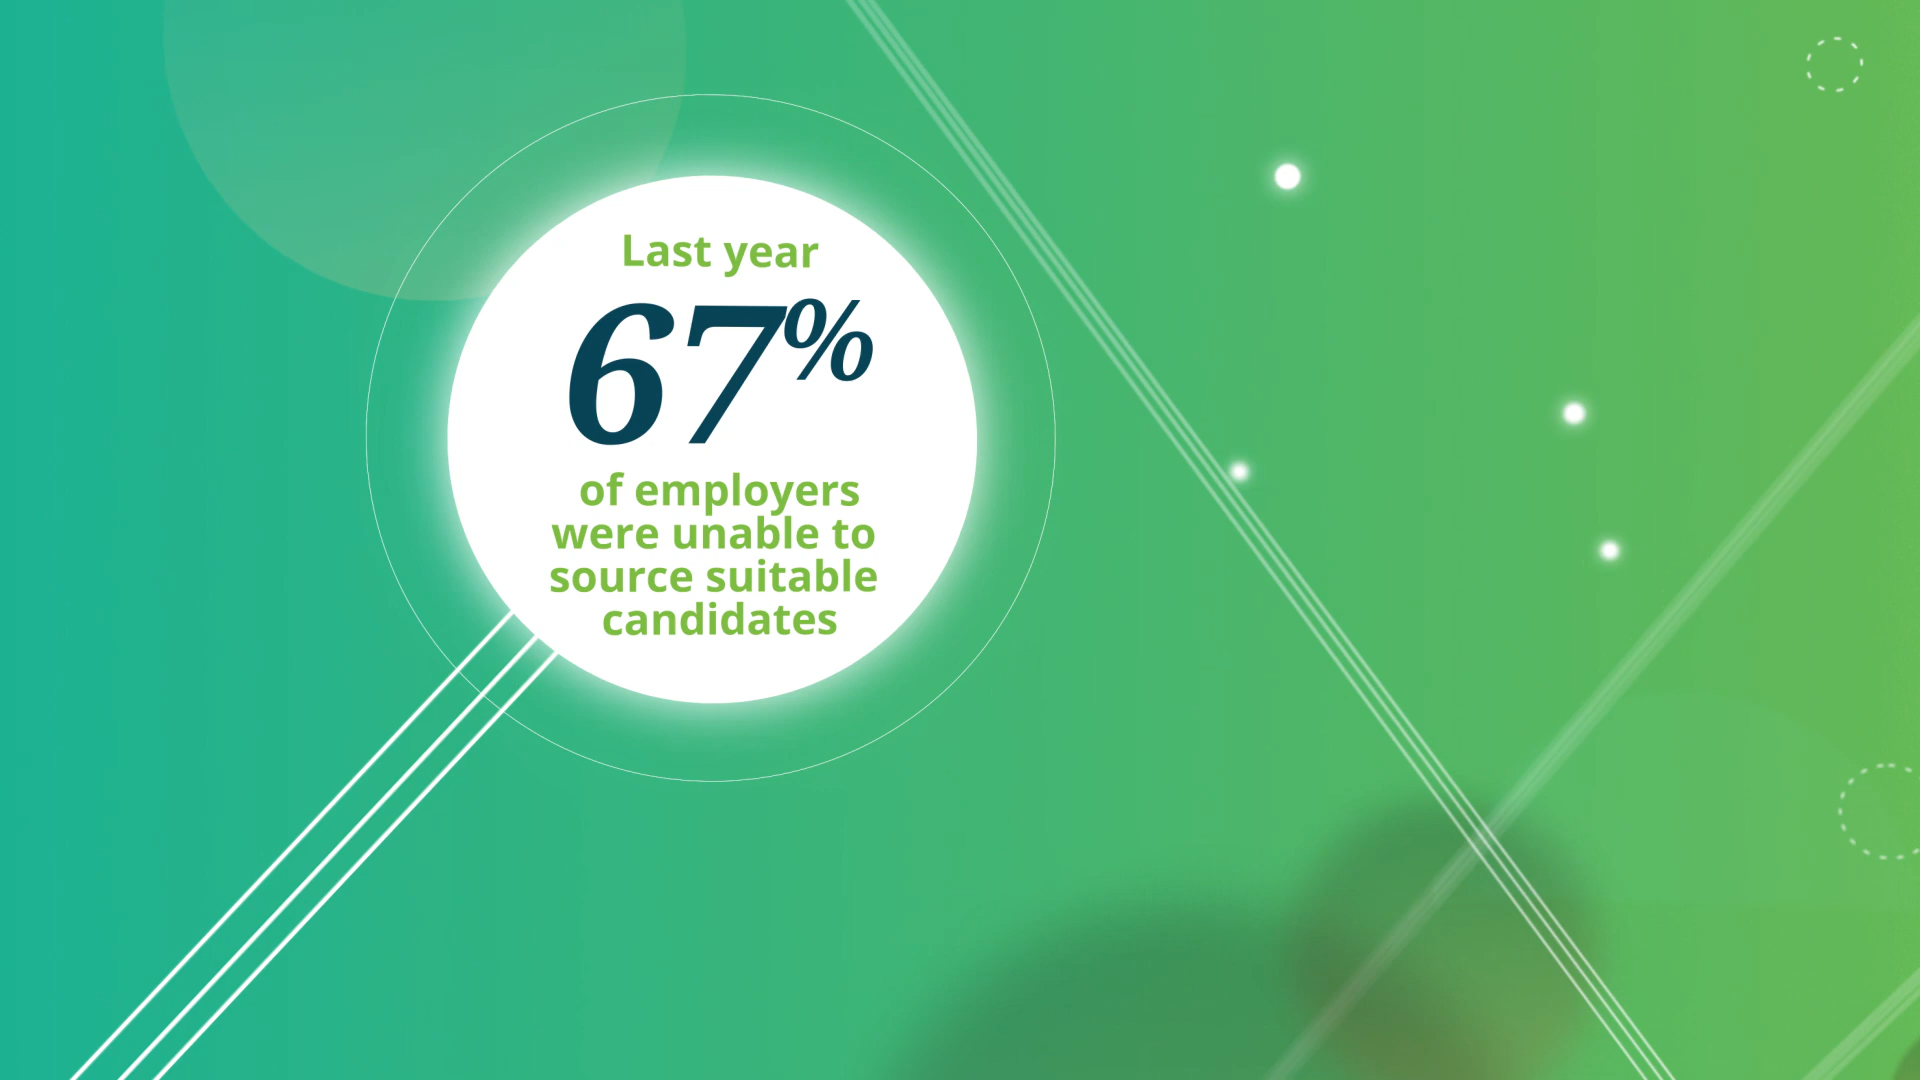 Last year
67%
of employers
were unable to
source suitable
candidates